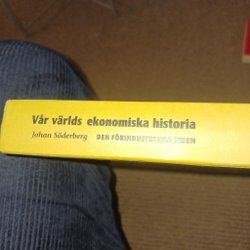 Vår världs ekonomiska historia
Johan Söderberg DEN FÖRINDUSTRIELLA TIDEN